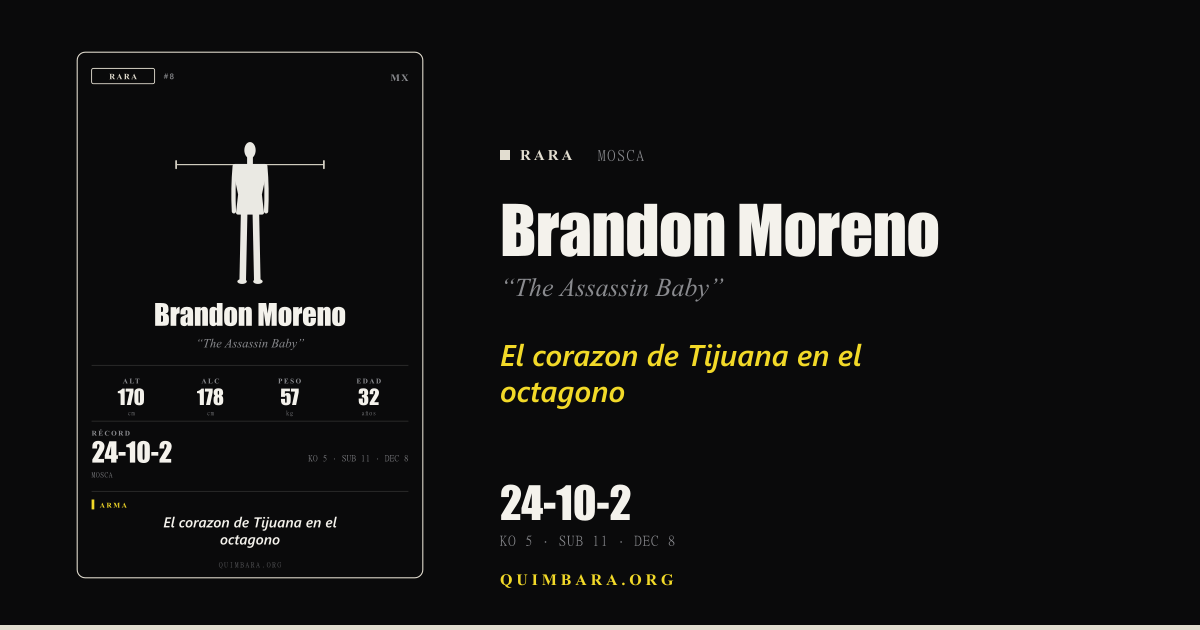 RARA #8 MX
Brandon Moreno
“The Assassin Baby”
ALT ALC PESO EDAD
170 178 57 32
cm cm kg años
RÉCORD
24-10-2
KO 5 · SUB 11 · DEC 8
MOSCA
ARMA
El corazon de Tijuana en el
octagono
QUIMBARA.ORG
RARA MOSCA
Brandon Moreno
“The Assassin Baby”
El corazon de Tijuana en el
octagono
24-10-2
KO 5 · SUB 11 · DEC 8
QUIMBARA.ORG